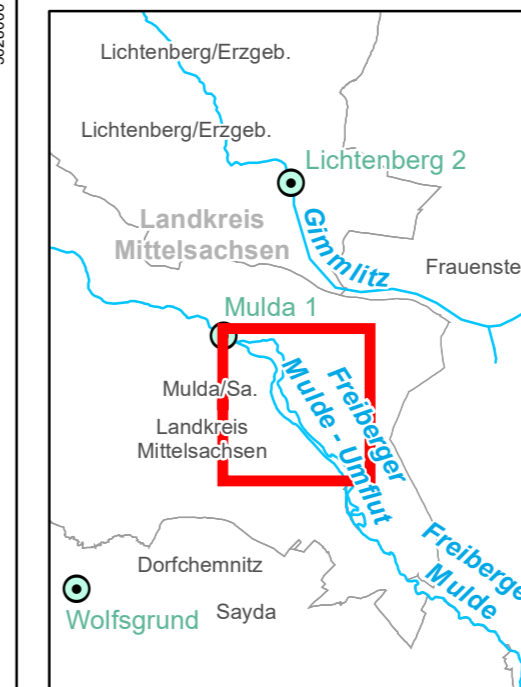 Lichtenberg/Erzgeb.
Lichtenberg/Erzgeb.
Lichtenberg 2
Landkreis
Mittelsachsen
Gimmlitz
Frauenste
Mulda 1
Mulda/Sa.
Landkreis
Mittelsachsen
Freiberger
Mulde - Umflut
Dorfchemnitz
Freiberge
Mulde
Wolfsgrund
Sayda